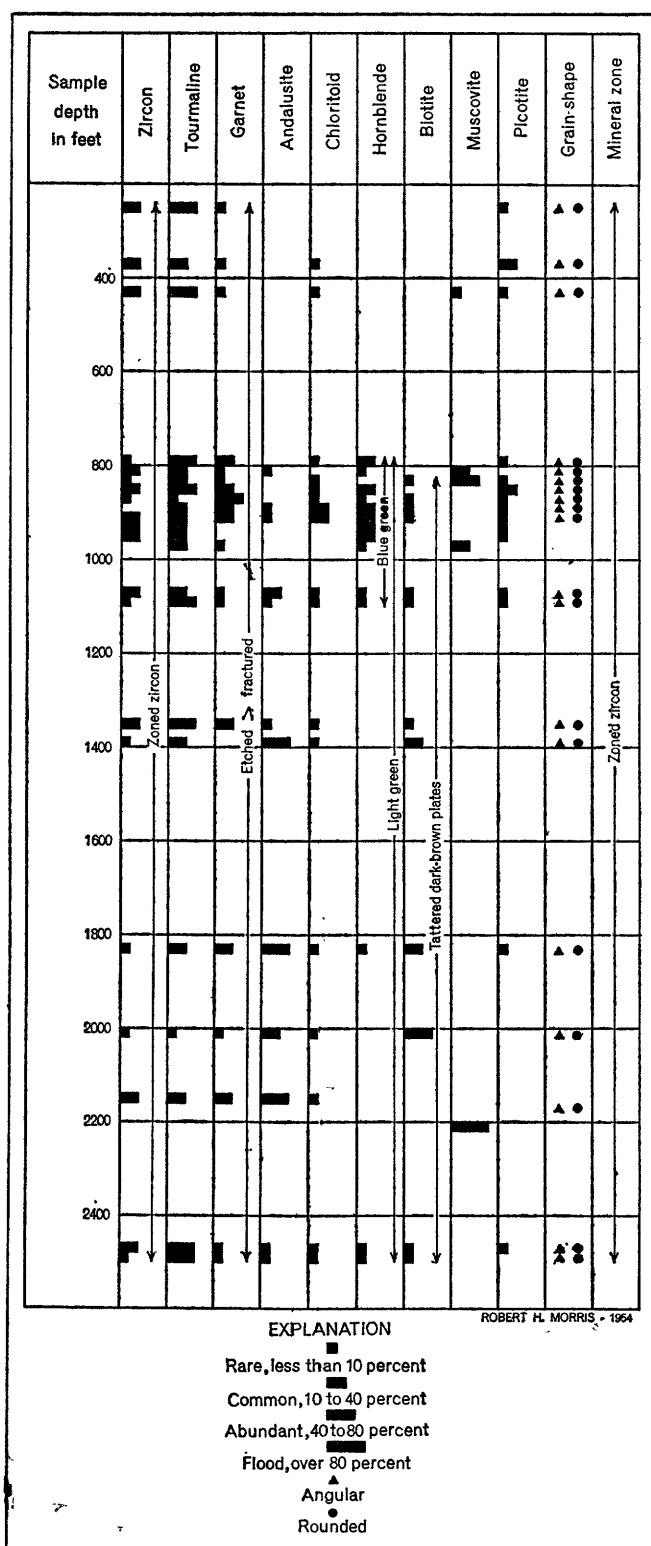 Sample
depth
in feet
Zircon
Tourmaline
Garnet
Andalusite
Chloritoid
Hornblende
Biotite
Muscovite
Picotite
Grain-shape
Mineral zone
400
600
800
1000
1200
1400
1600
1800
2000
2200
2400
Zoned zircon
Etched > fractured
Blue green
Light green
Tattered dark-brown plates
Zoned zircon
ROBERT H. MORRIS - 1954
EXPLANATION
Rare, less than 10 percent
Common, 10 to 40 percent
Abundant, 40 to 80 percent
Flood, over 80 percent
Angular
Rounded